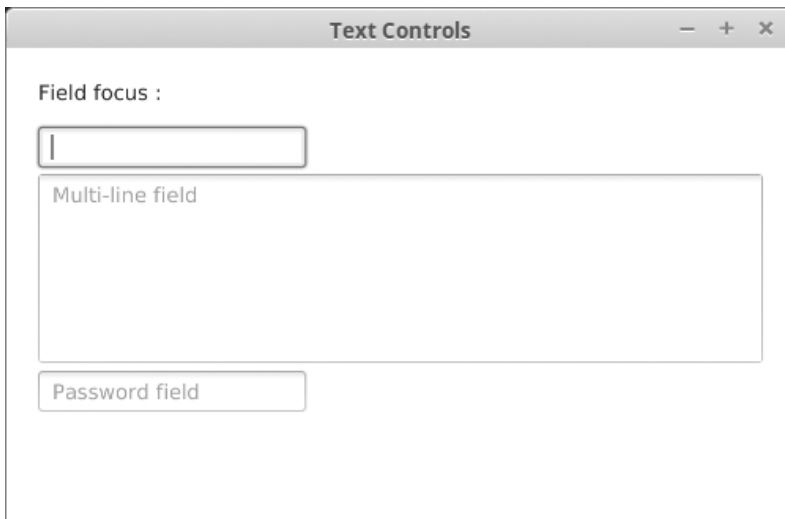 Text Controls
Field focus :
Multi-line field
Password field